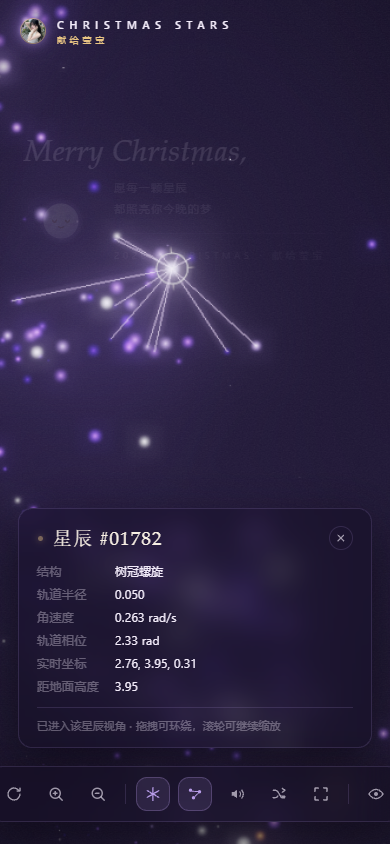 CHRISTMAS STARS
献给莹宝
Merry Christmas,
愿每一颗星辰
都照亮你今晚的梦
献给莹宝
星辰 #01782
结构 树冠螺旋
轨道半径 0.050
角速度 0.263 rad/s
轨道相位 2.33 rad
实时坐标 2.76, 3.95, 0.31
距地面高度 3.95
已进入该星辰视角 · 拖拽可环绕，滚轮可继续缩放